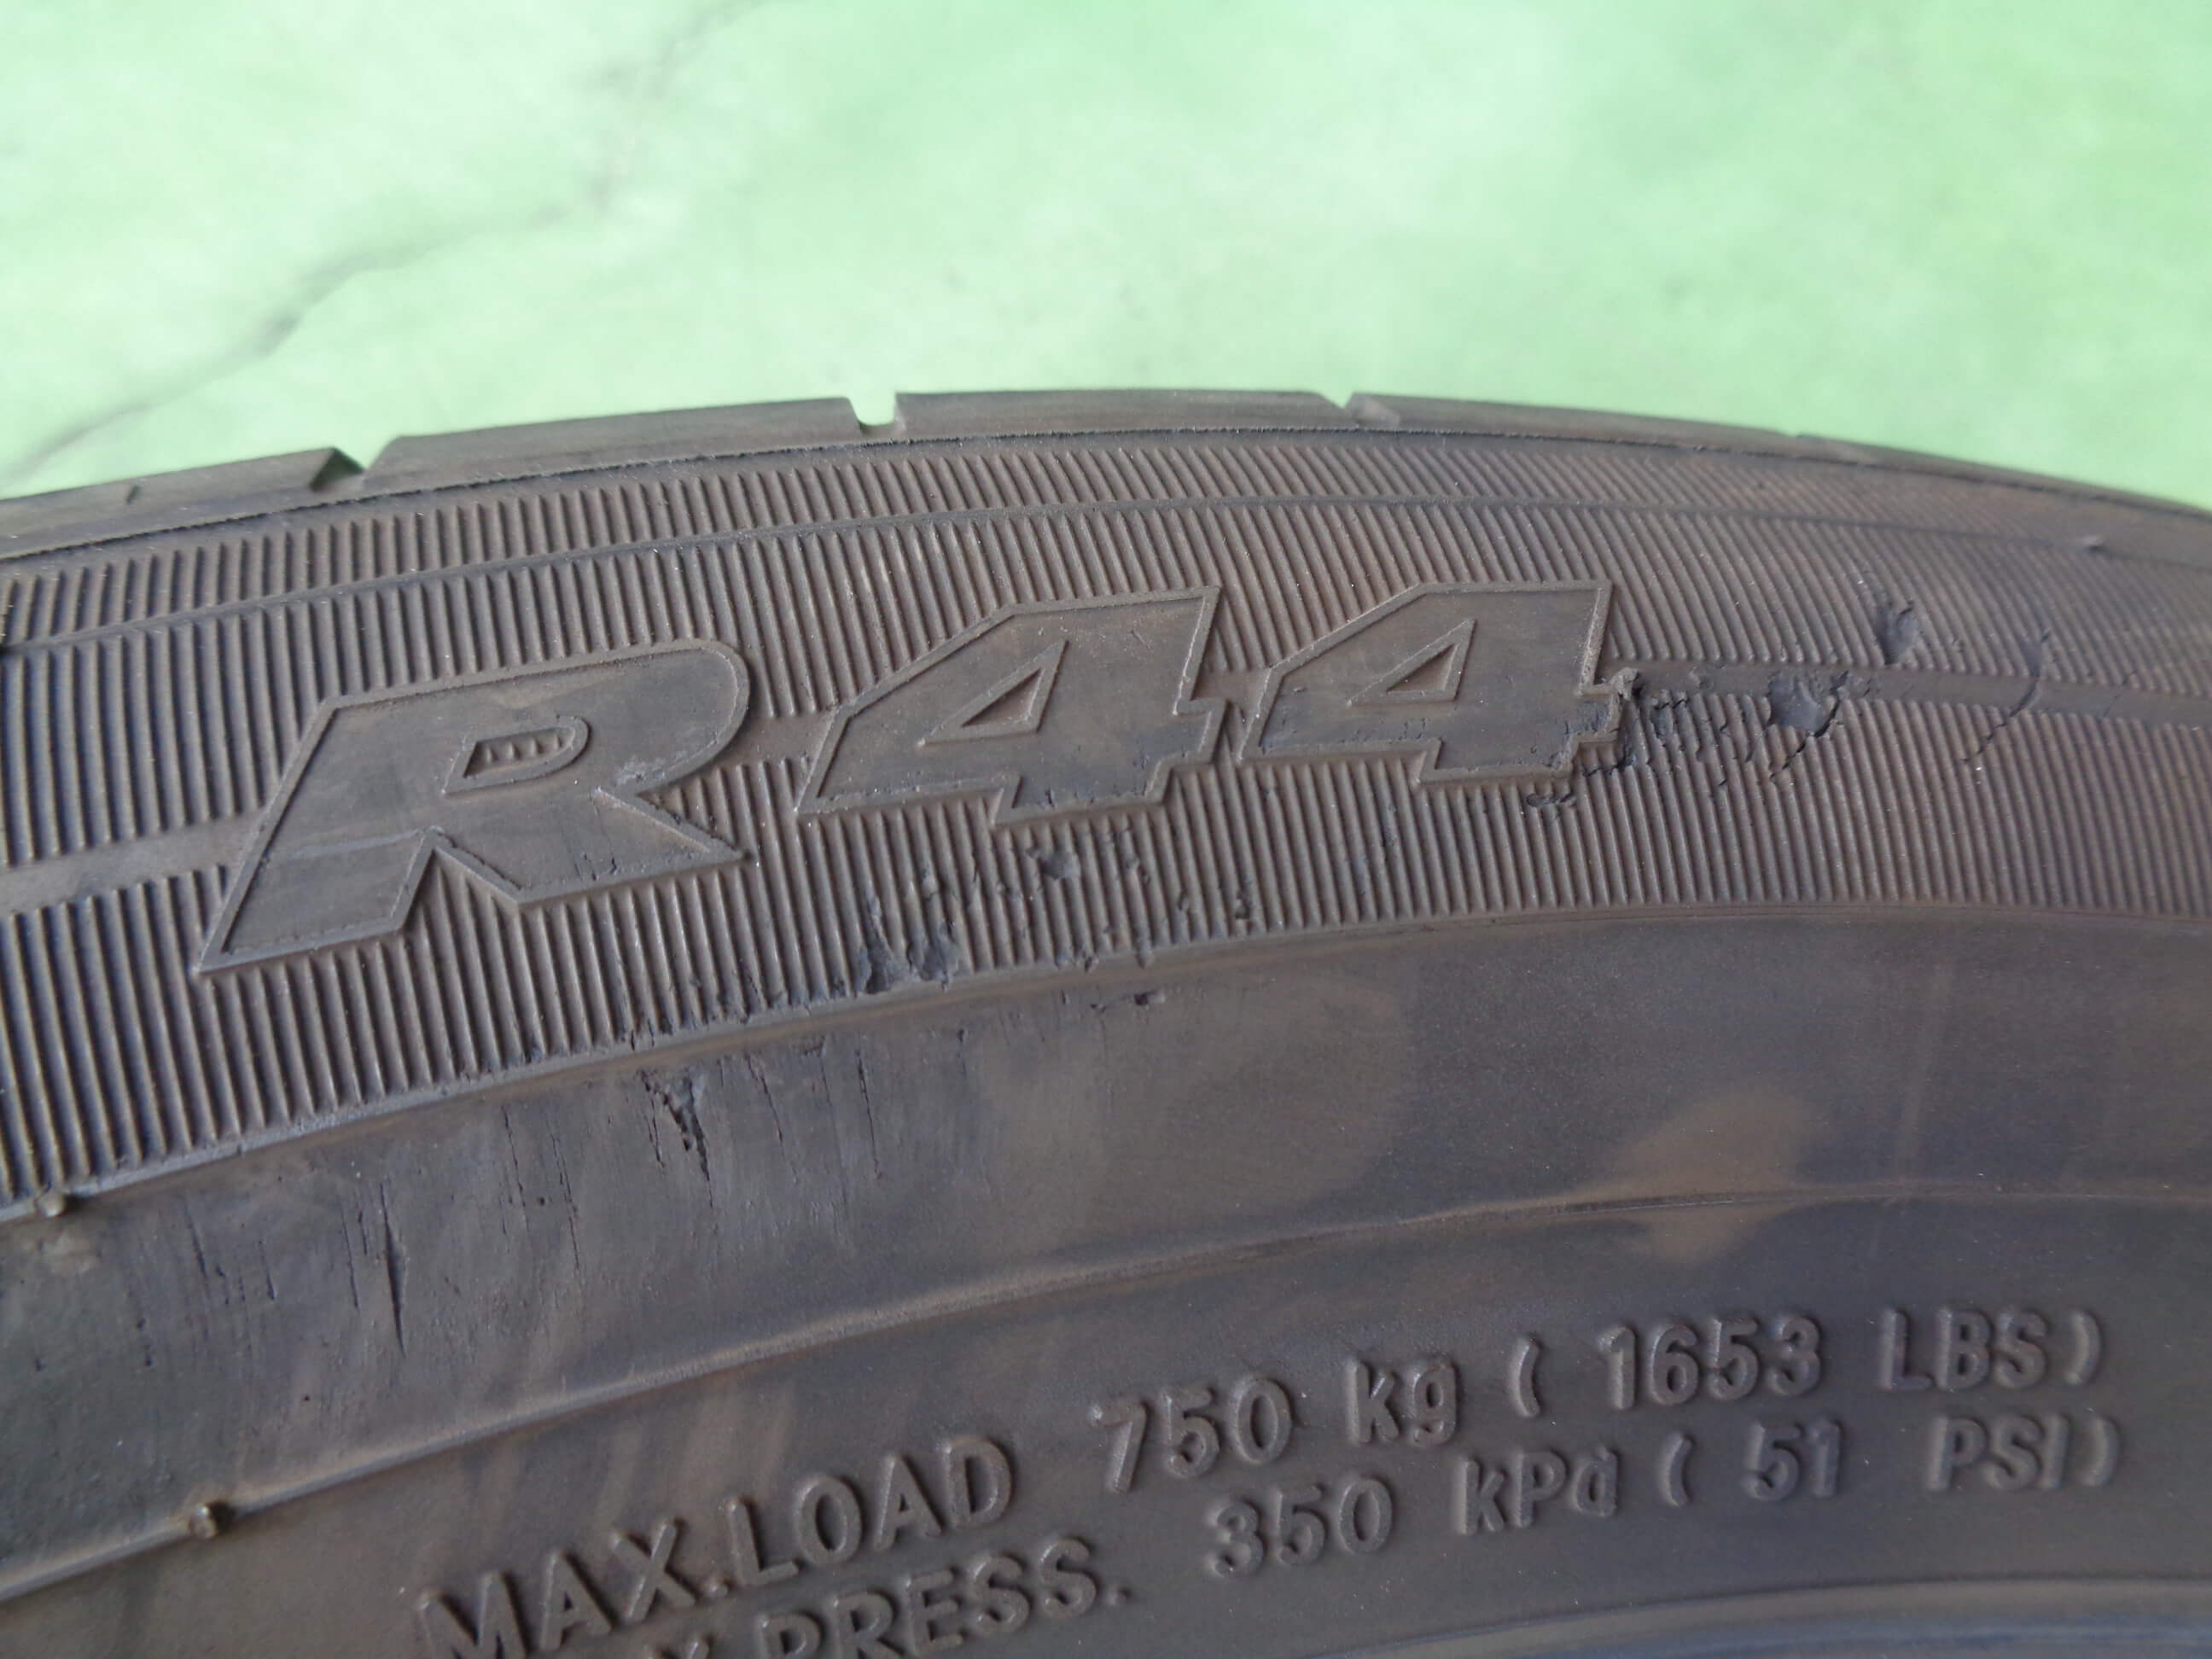 R44
MAX.LOAD 750 kg ( 1653 LBS)
PRESS. 350 kPa ( 51 PSI)